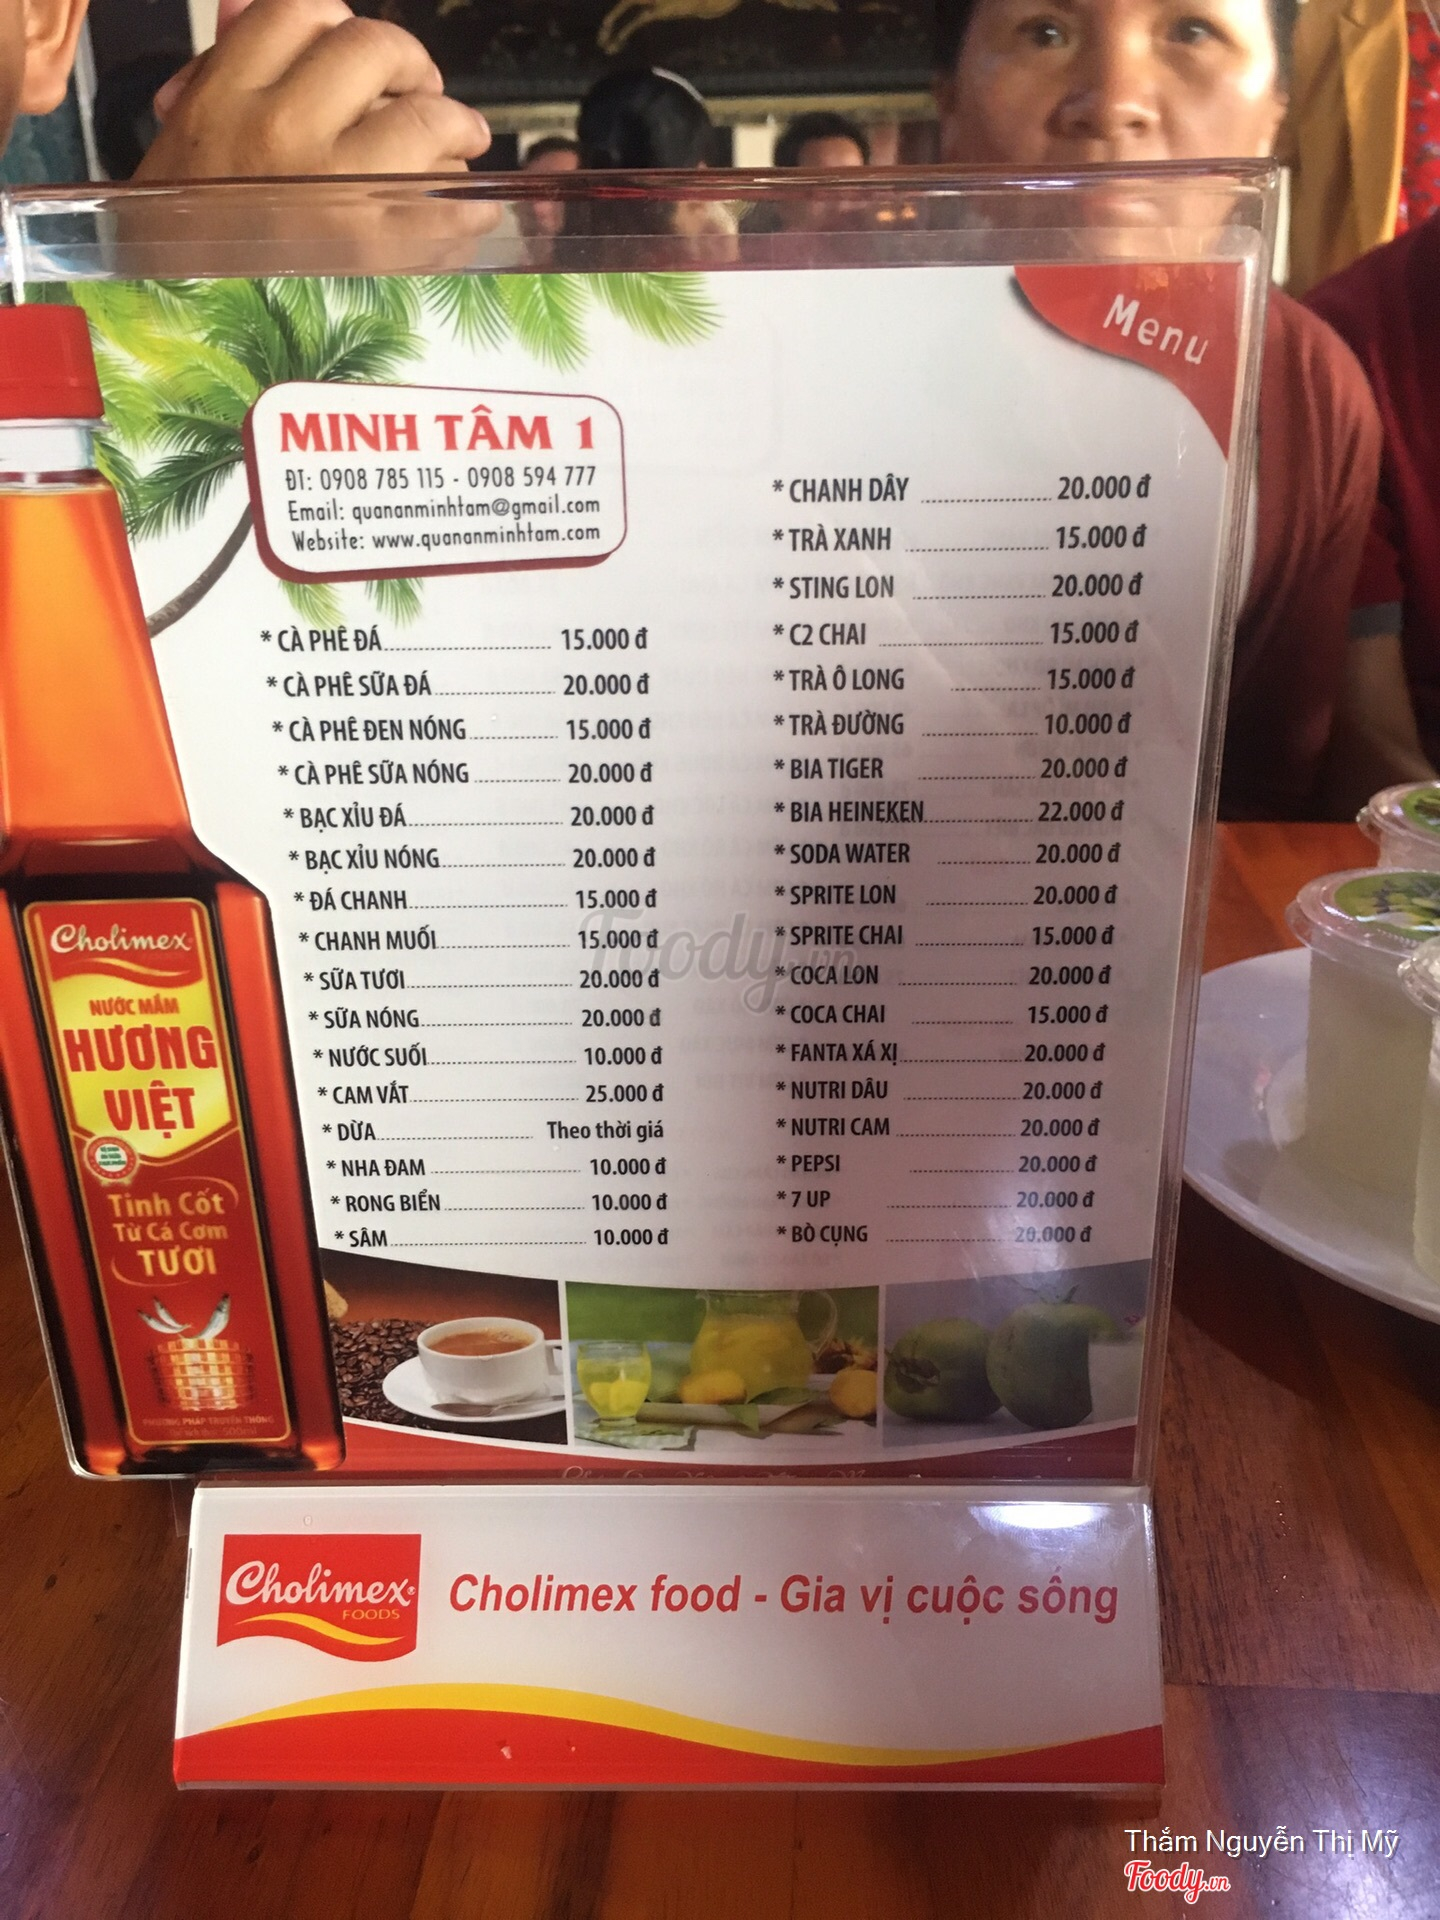 Menu
MINH TÂM 1
ĐT: 0908 785 115 - 0908 594 777
Email: quananminhtam@gmail.com
Website: www.quananminhtam.com
* CÀ PHÊ ĐÁ 15.000 đ
* CÀ PHÊ SỮA ĐÁ 20.000 đ
* CÀ PHÊ ĐEN NÓNG 15.000 đ
* CÀ PHÊ SỮA NÓNG 20.000 đ
* BẠC XỈU ĐÁ 20.000 đ
* BẠC XỈU NÓNG 20.000 đ
* ĐÁ CHANH 15.000 đ
* CHANH MUỐI 15.000 đ
* SỮA TƯƠI 20.000 đ
* SỮA NÓNG 20.000 đ
* NƯỚC SUỐI 10.000 đ
* CAM VẮT 25.000 đ
* DỪA Theo thời giá
* NHA ĐAM 10.000 đ
* RONG BIỂN 10.000 đ
* SÂM 10.000 đ
* CHANH DÂY 20.000 đ
* TRÀ XANH 15.000 đ
* STING LON 20.000 đ
* C2 CHAI 15.000 đ
* TRÀ Ô LONG 15.000 đ
* TRÀ ĐƯỜNG 10.000 đ
* BIA TIGER 20.000 đ
* BIA HEINEKEN 22.000 đ
* SODA WATER 20.000 đ
* SPRITE LON 20.000 đ
* SPRITE CHAI 15.000 đ
* COCA LON 20.000 đ
* COCA CHAI 15.000 đ
* FANTA XÁ XỊ 20.000 đ
* NUTRI DÂU 20.000 đ
* NUTRI CAM 20.000 đ
* PEPSI 20.000 đ
* 7 UP 20.000 đ
* BÒ CỤNG 20.000 đ
Foody.vn
Cholimex
NƯỚC MẮM
HƯƠNG
VIỆT
Tinh Cốt
Từ Cá Cơm
TƯƠI
PHƯƠNG PHÁP TRUYỀN THỐNG
Cholimex®
FOODS
Cholimex food - Gia vị cuộc sống
Thắm Nguyễn Thị Mỹ
Foody.vn